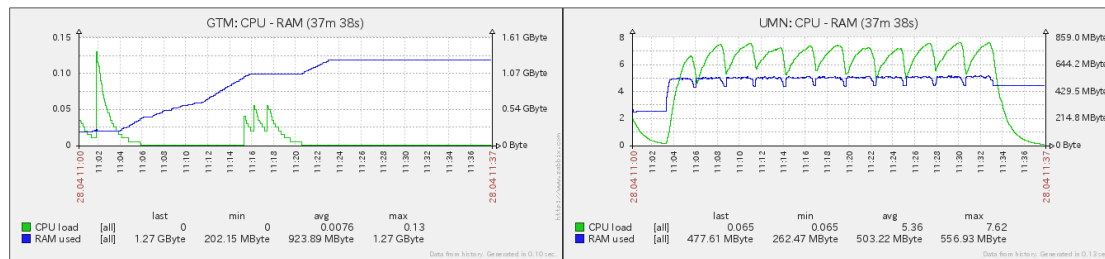 GTM: CPU - RAM (37m 38s)
0.15
0.10
0.05
0
1.61 GByte
1.07 GByte
0.54 GByte
0 Byte
28.04 11:00
11:02
11:04
11:06
11:08
11:10
11:12
11:14
11:16
11:18
11:20
11:22
11:24
11:26
11:28
11:30
11:32
11:34
11:36
28.04 11:37
http://www.zabbix.com
last min avg max
CPU load [all] 0 0 0.0076 0.13
RAM used [all] 1.27 GByte 202.15 MByte 923.89 MByte 1.27 GByte
Data from history. Generated in 0.10 sec.
UMN: CPU - RAM (37m 38s)
8
6
4
2
0
859.0 MByte
644.2 MByte
429.5 MByte
214.8 MByte
0 Byte
28.04 11:00
11:02
11:04
11:06
11:08
11:10
11:12
11:14
11:16
11:18
11:20
11:22
11:24
11:26
11:28
11:30
11:32
11:34
11:36
28.04 11:37
last min avg max
CPU load [all] 0.065 0.065 5.36 7.62
RAM used [all] 477.61 MByte 262.47 MByte 503.22 MByte 556.93 MByte
Data from history. Generated in 0.13 sec.